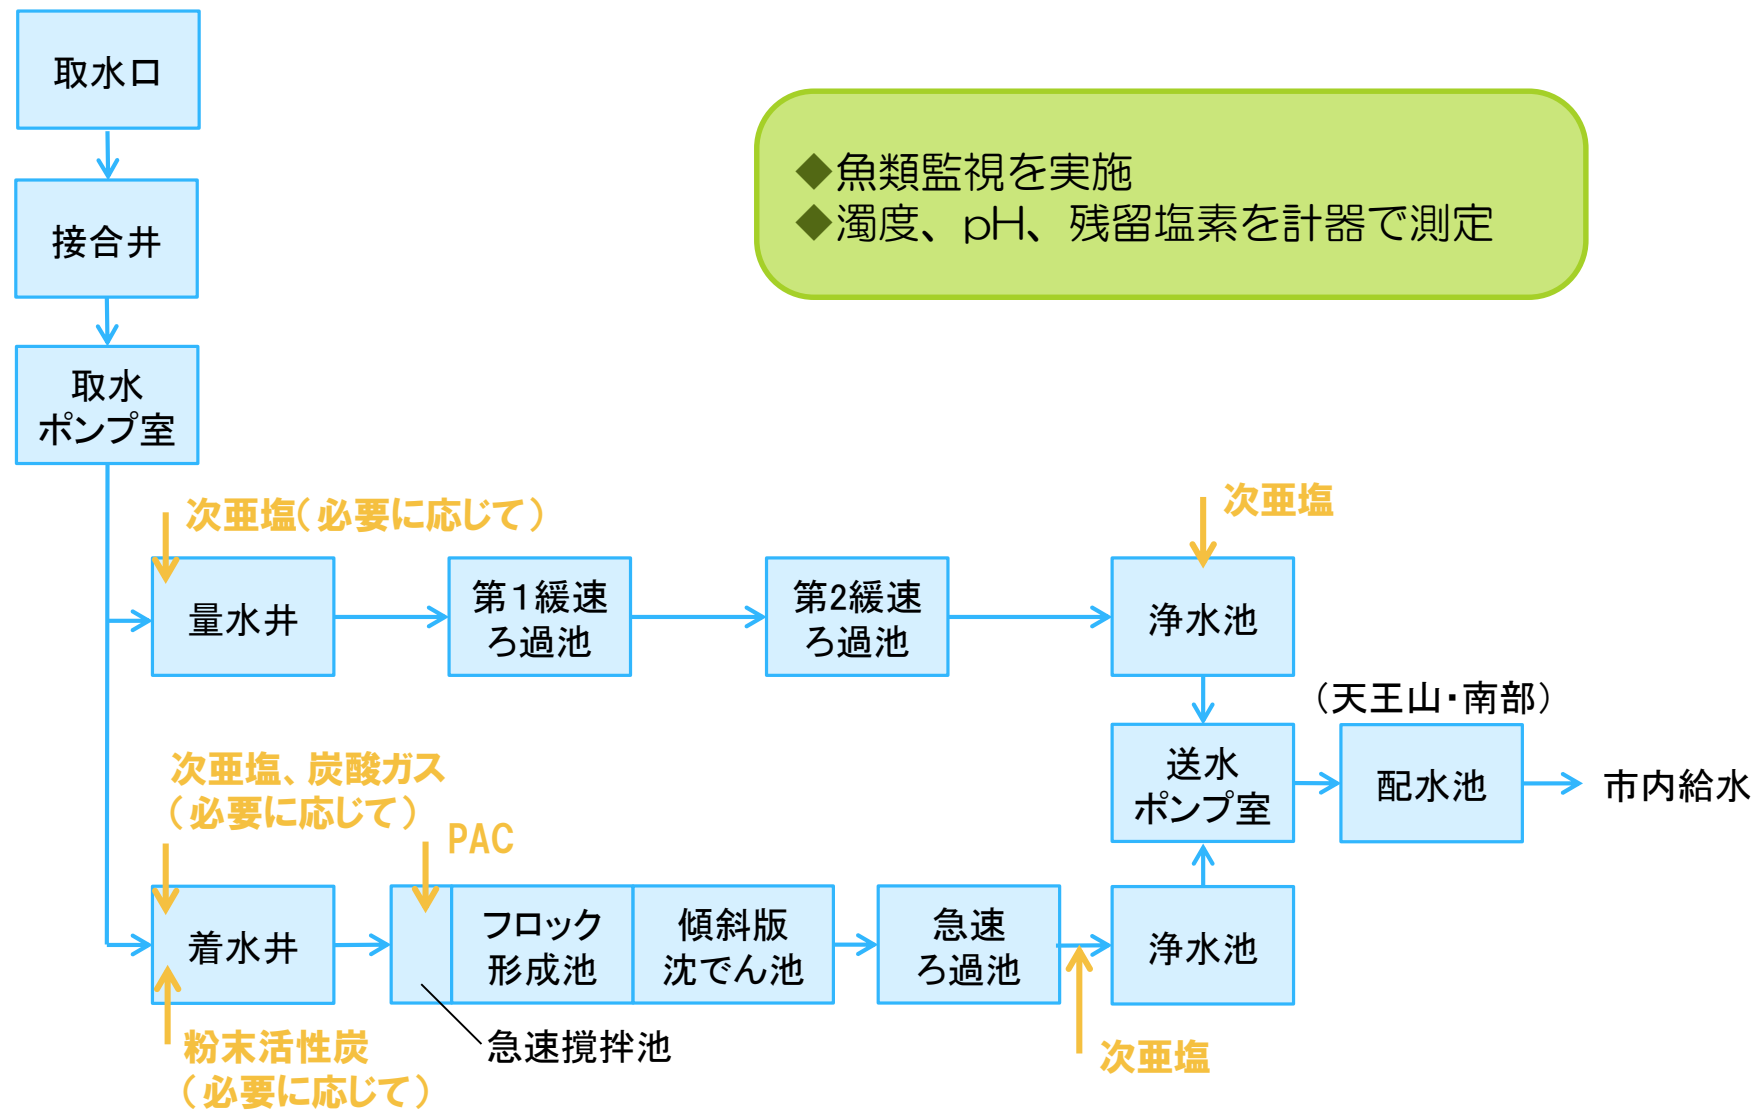 取水口
◆魚類監視を実施
◆濁度、pH、残留塩素を計器で測定
接合井
取水
ポンプ室
次亜塩(必要に応じて)
次亜塩
量水井
第1緩速
ろ過池
第2緩速
ろ過池
浄水池
(天王山・南部)
次亜塩、炭酸ガス
(必要に応じて)
送水
ポンプ室
配水池
市内給水
PAC
着水井
フロック
形成池
傾斜版
沈でん池
急速
ろ過池
浄水池
粉末活性炭
(必要に応じて)
急速撹拌池
次亜塩